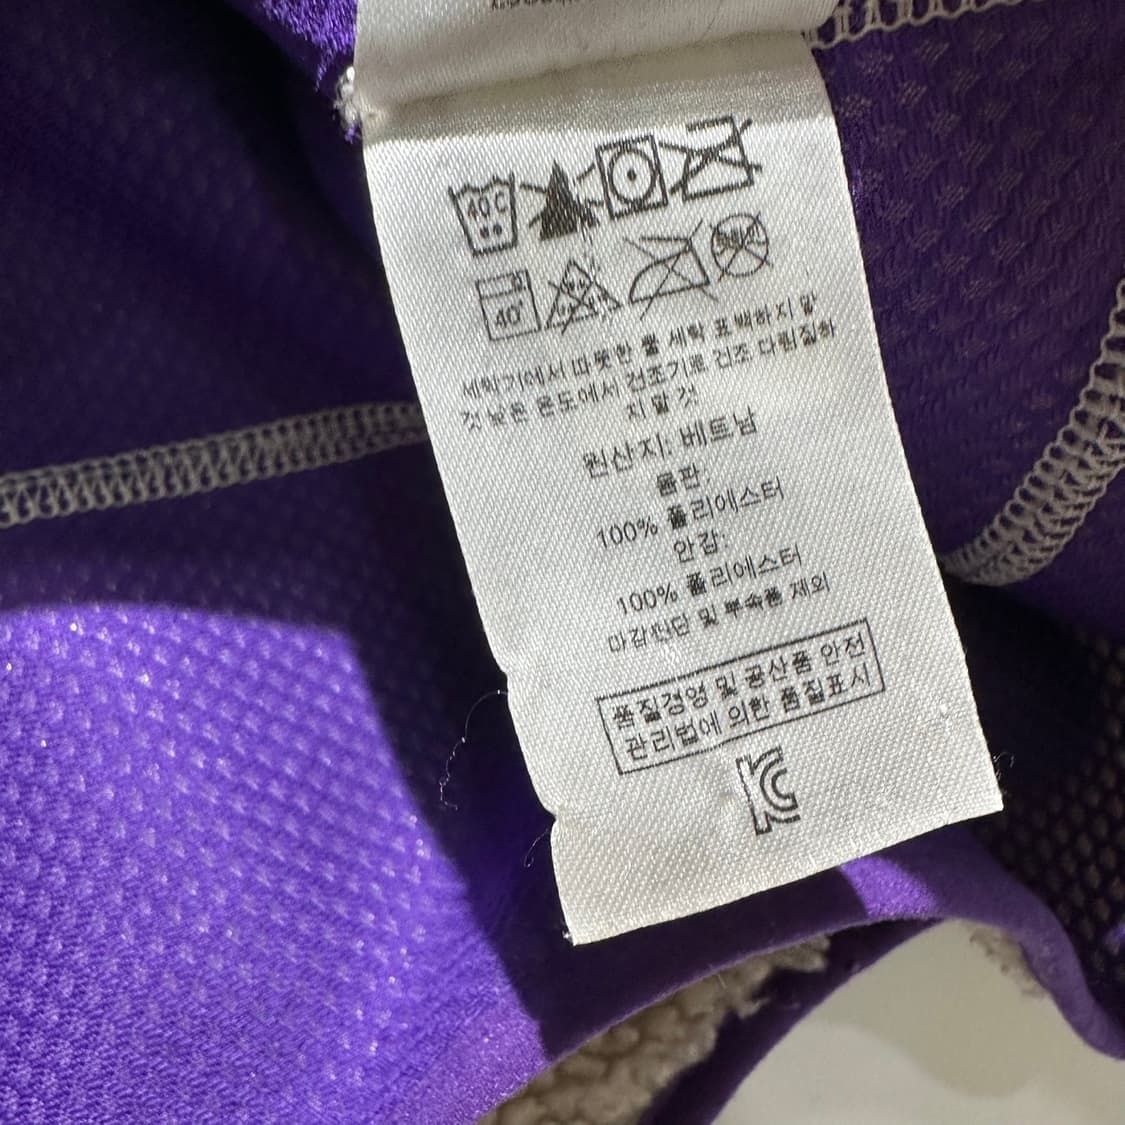 40 C
40°
세탁기에서 따뜻한 물 세탁 표백하지 말
것 낮은 온도에서 건조기로 건조 다림질하
지 말 것
원산지: 베트남
몸판:
100% 폴리에스터
안감:
100% 폴리에스터
마감원단 및 부속품 제외
품질경영 및 공산품 안전
관리법에 의한 품질표시
KC